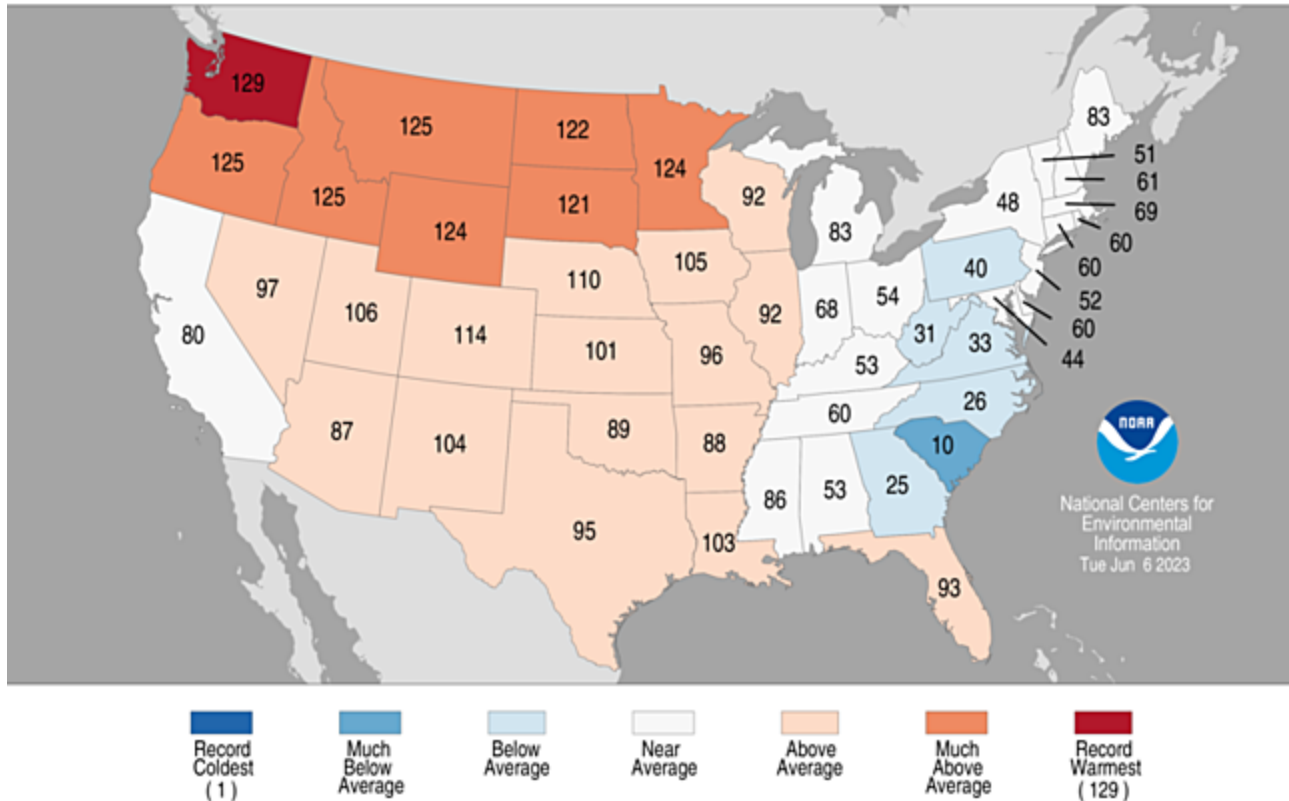 129
83
125
122
51
125
124
61
92
125
121
48
69
124
83
60
105
40
60
97
110
54
52
106
92
68
60
80
114
31
33
44
101
96
53
26
87
104
89
88
60
10
NOAA
86
53
25
National Centers for
Environmental
Information
Tue Jun 6 2023
95
103
93
Record
Coldest
(1)
Much
Below
Average
Below
Average
Near
Average
Above
Average
Much
Above
Average
Record
Warmest
(129)